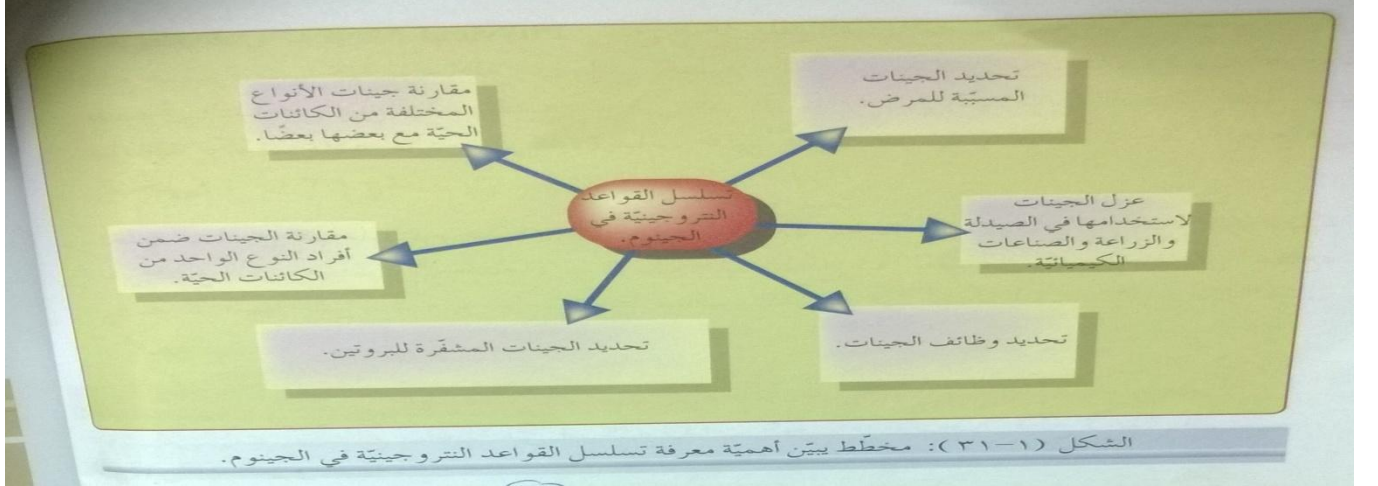 تحديد الجينات
المسبّبة للمرض.
مقارنة جينات الأنواع
المختلفة من الكائنات
الحيّة مع بعضها بعضًا.
تسلسل القواعد
النتروجينيّة في
الجينوم.
عزل الجينات
لاستخدامها في الصيدلة
والزراعة والصناعات
الكيميائيّة.
مقارنة الجينات ضمن
أفراد النوع الواحد من
الكائنات الحيّة.
تحديد وظائف الجينات.
تحديد الجينات المشفّرة للبروتين.
الشكل (١-٣١): مخطّط يبيّن أهميّة معرفة تسلسل القواعد النتروجينيّة في الجينوم.